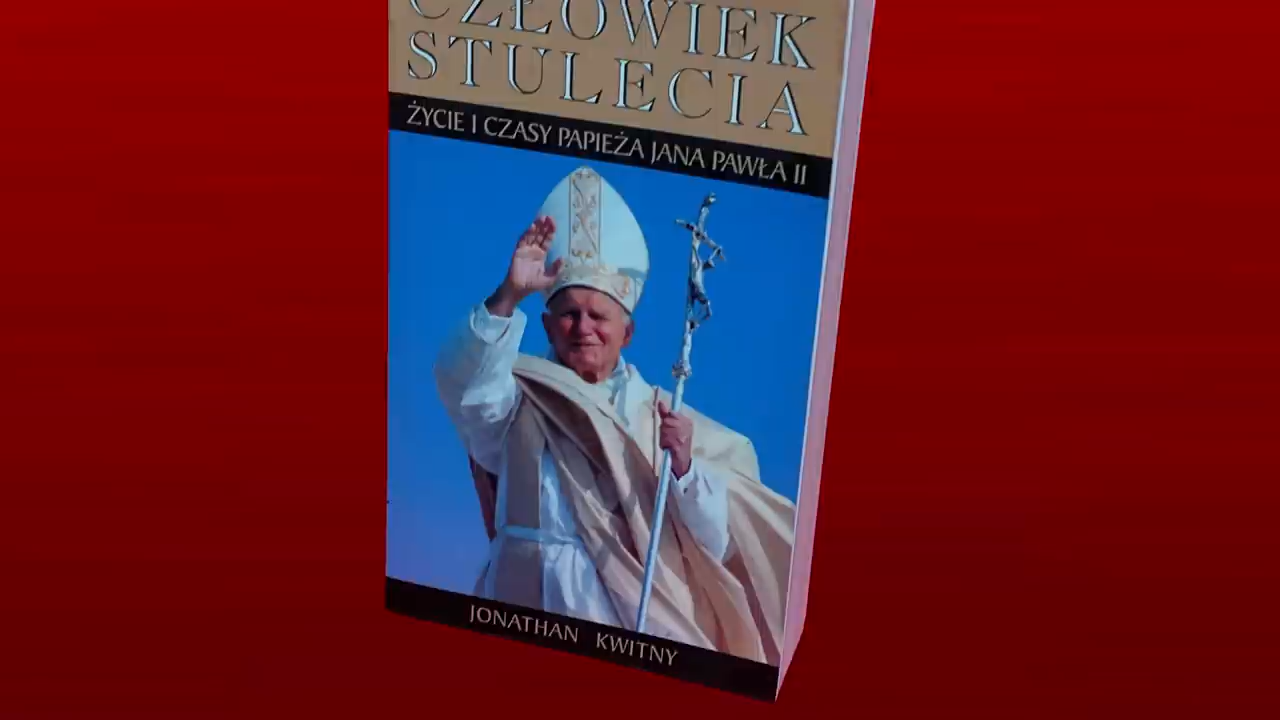 CZŁOWIEK
STULECIA
ŻYCIE I CZASY PAPIEŻA JANA PAWŁA II
JONATHAN KWITNY